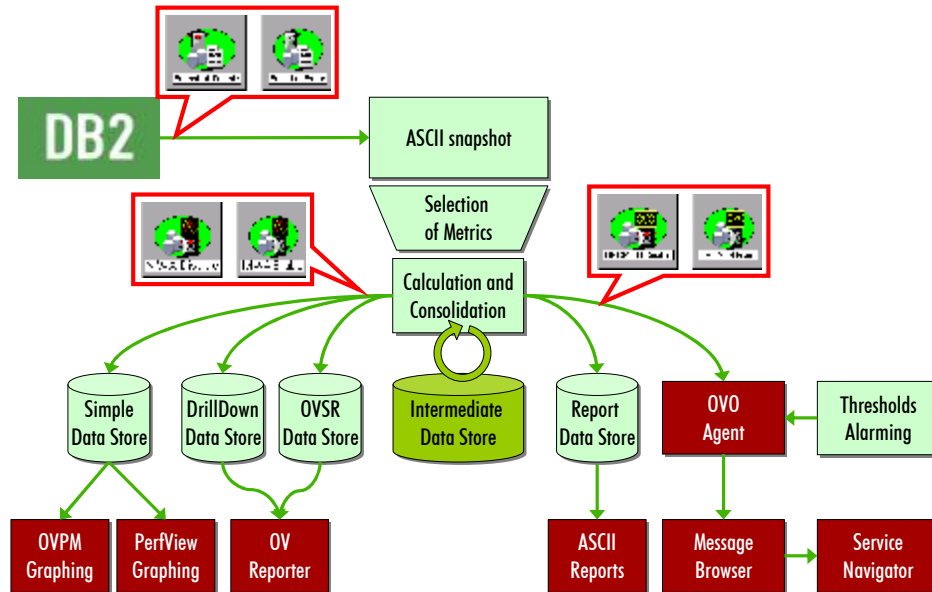 DB2
ASCII snapshot
Selection
of Metrics
Calculation and
Consolidation
Simple
Data Store
DrillDown
Data Store
OVSR
Data Store
Intermediate
Data Store
Report
Data Store
OVO
Agent
Thresholds
Alarming
OVPM
Graphing
PerfView
Graphing
OV
Reporter
ASCII
Reports
Message
Browser
Service
Navigator